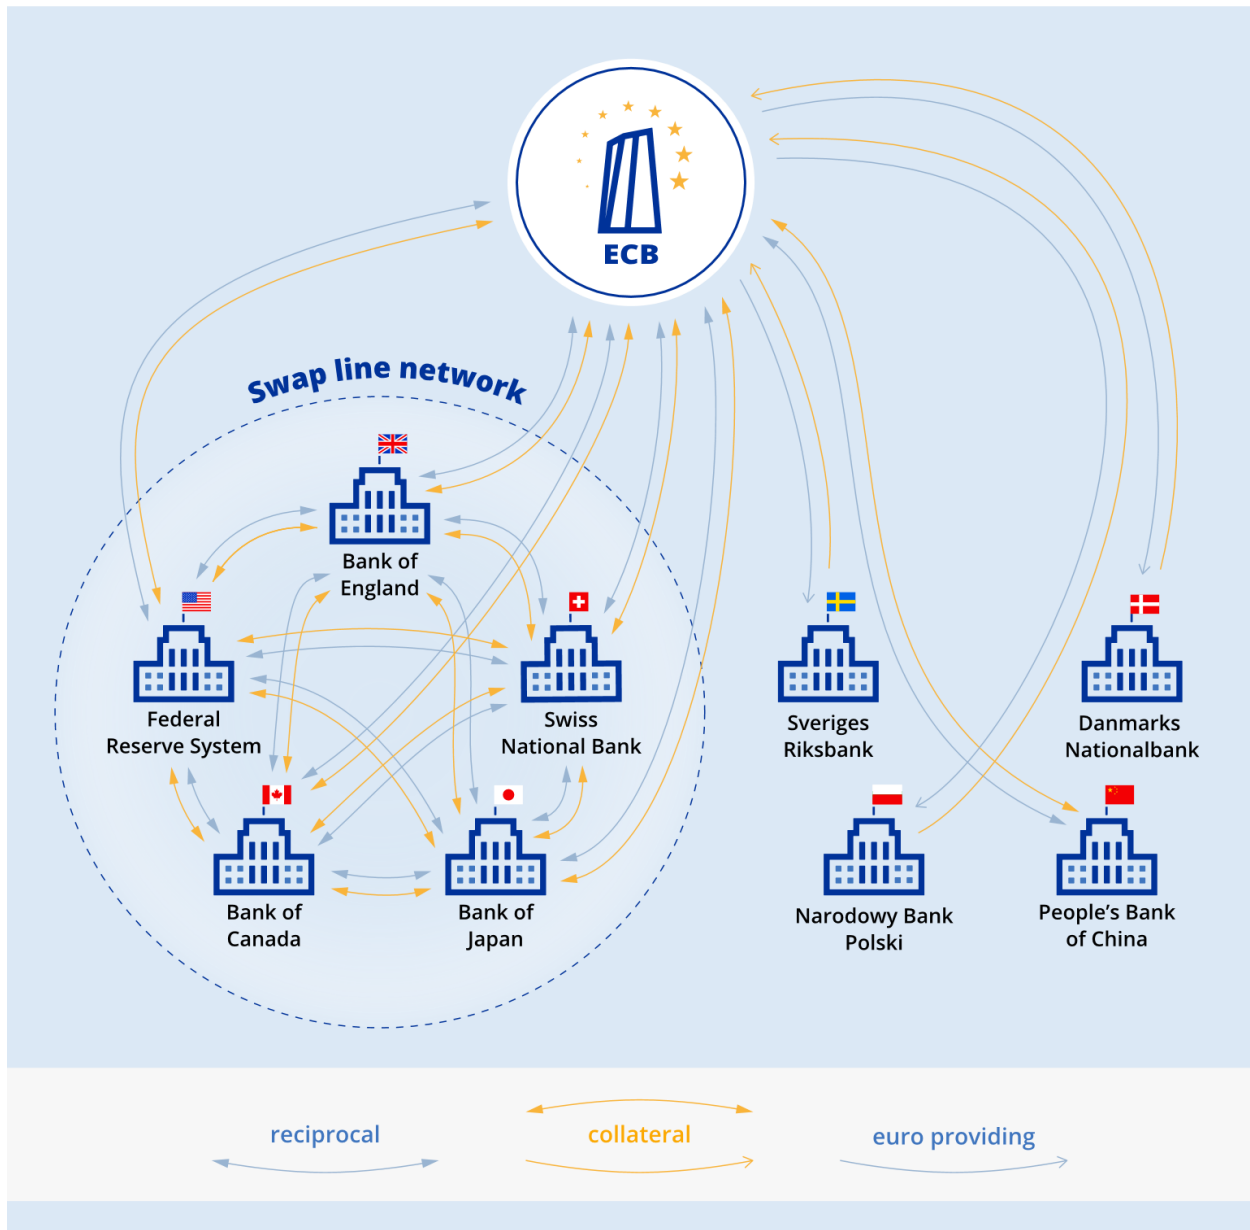 ECB
Swap line network
Bank of
England
Federal
Reserve System
Swiss
National Bank
Sveriges
Riksbank
Danmarks
Nationalbank
Bank of
Canada
Bank of
Japan
Narodowy Bank
Polski
People’s Bank
of China
reciprocal
collateral
euro providing